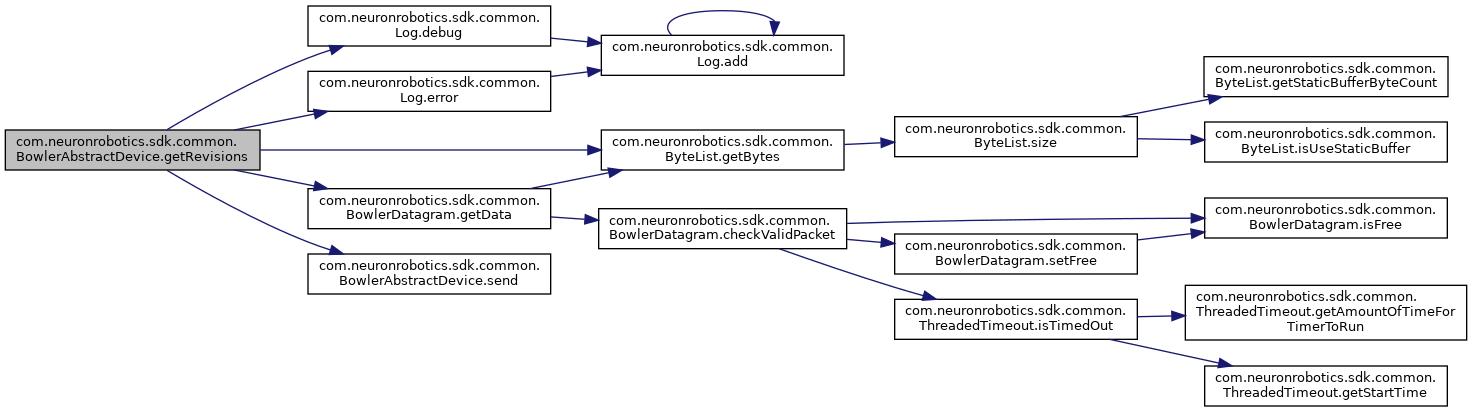 com.neuronrobotics.sdk.common.
BowlerAbstractDevice.getRevisions
com.neuronrobotics.sdk.common.
Log.debug
com.neuronrobotics.sdk.common.
Log.error
com.neuronrobotics.sdk.common.
BowlerDatagram.getData
com.neuronrobotics.sdk.common.
BowlerAbstractDevice.send
com.neuronrobotics.sdk.common.
Log.add
com.neuronrobotics.sdk.common.
ByteList.getBytes
com.neuronrobotics.sdk.common.
BowlerDatagram.checkValidPacket
com.neuronrobotics.sdk.common.
ByteList.size
com.neuronrobotics.sdk.common.
BowlerDatagram.setFree
com.neuronrobotics.sdk.common.
ThreadedTimeout.isTimedOut
com.neuronrobotics.sdk.common.
ByteList.getStaticBufferByteCount
com.neuronrobotics.sdk.common.
ByteList.isUseStaticBuffer
com.neuronrobotics.sdk.common.
BowlerDatagram.isFree
com.neuronrobotics.sdk.common.
ThreadedTimeout.getAmountOfTimeFor
TimerToRun
com.neuronrobotics.sdk.common.
ThreadedTimeout.getStartTime